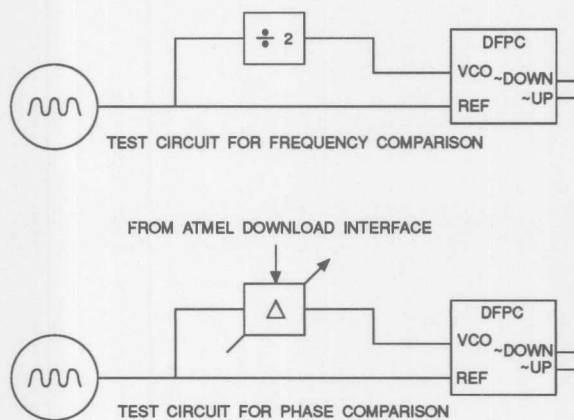 ÷ 2
DFPC
VCO
~DOWN
~UP
REF
TEST CIRCUIT FOR FREQUENCY COMPARISON
FROM ATMEL DOWNLOAD INTERFACE
Δ
DFPC
VCO
~DOWN
~UP
REF
TEST CIRCUIT FOR PHASE COMPARISON